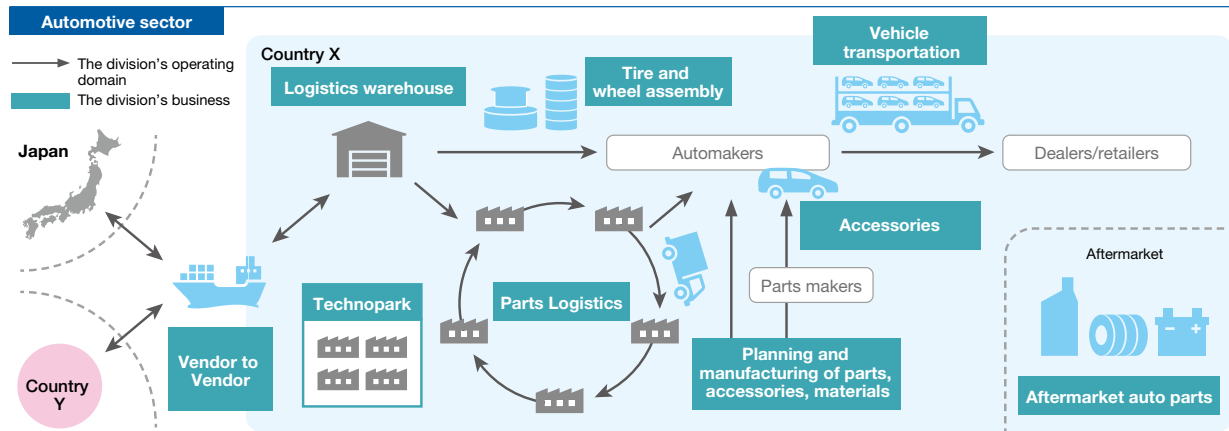 Automotive sector
The division's operating
domain
The division's business
Japan
Country
Y
Vendor to
Vendor
Country X
Logistics warehouse
Tire and
wheel assembly
Vehicle
transportation
Automakers
Dealers/retailers
Accessories
Parts makers
Technopark
Parts Logistics
Planning and
manufacturing of parts,
accessories, materials
Aftermarket
Aftermarket auto parts